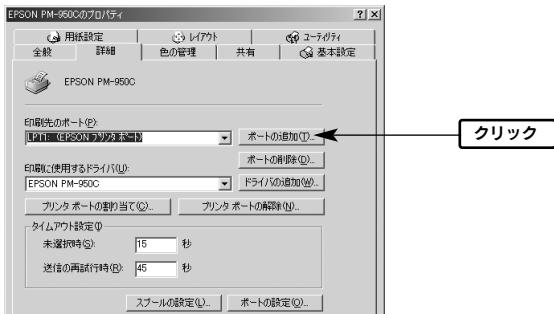 EPSON PM-950Cのプロパティ
用紙設定 レイアウト ユーティリティ
全般 詳細 色の管理 共有 基本設定
EPSON PM-950C
印刷先のポート(P):
LPT1: (EPSON プリンタ ポート) ポートの追加(T)...
クリック
ポートの削除(D)...
印刷に使用するドライバ(U):
EPSON PM-950C ドライバの追加(W)...
プリンタ ポートの割り当て(C)... プリンタ ポートの解除(N)...
タイムアウト設定
未選択時(S): 15 秒
送信の再試行時(R): 45 秒
スプールの設定(L)... ポートの設定(O)...